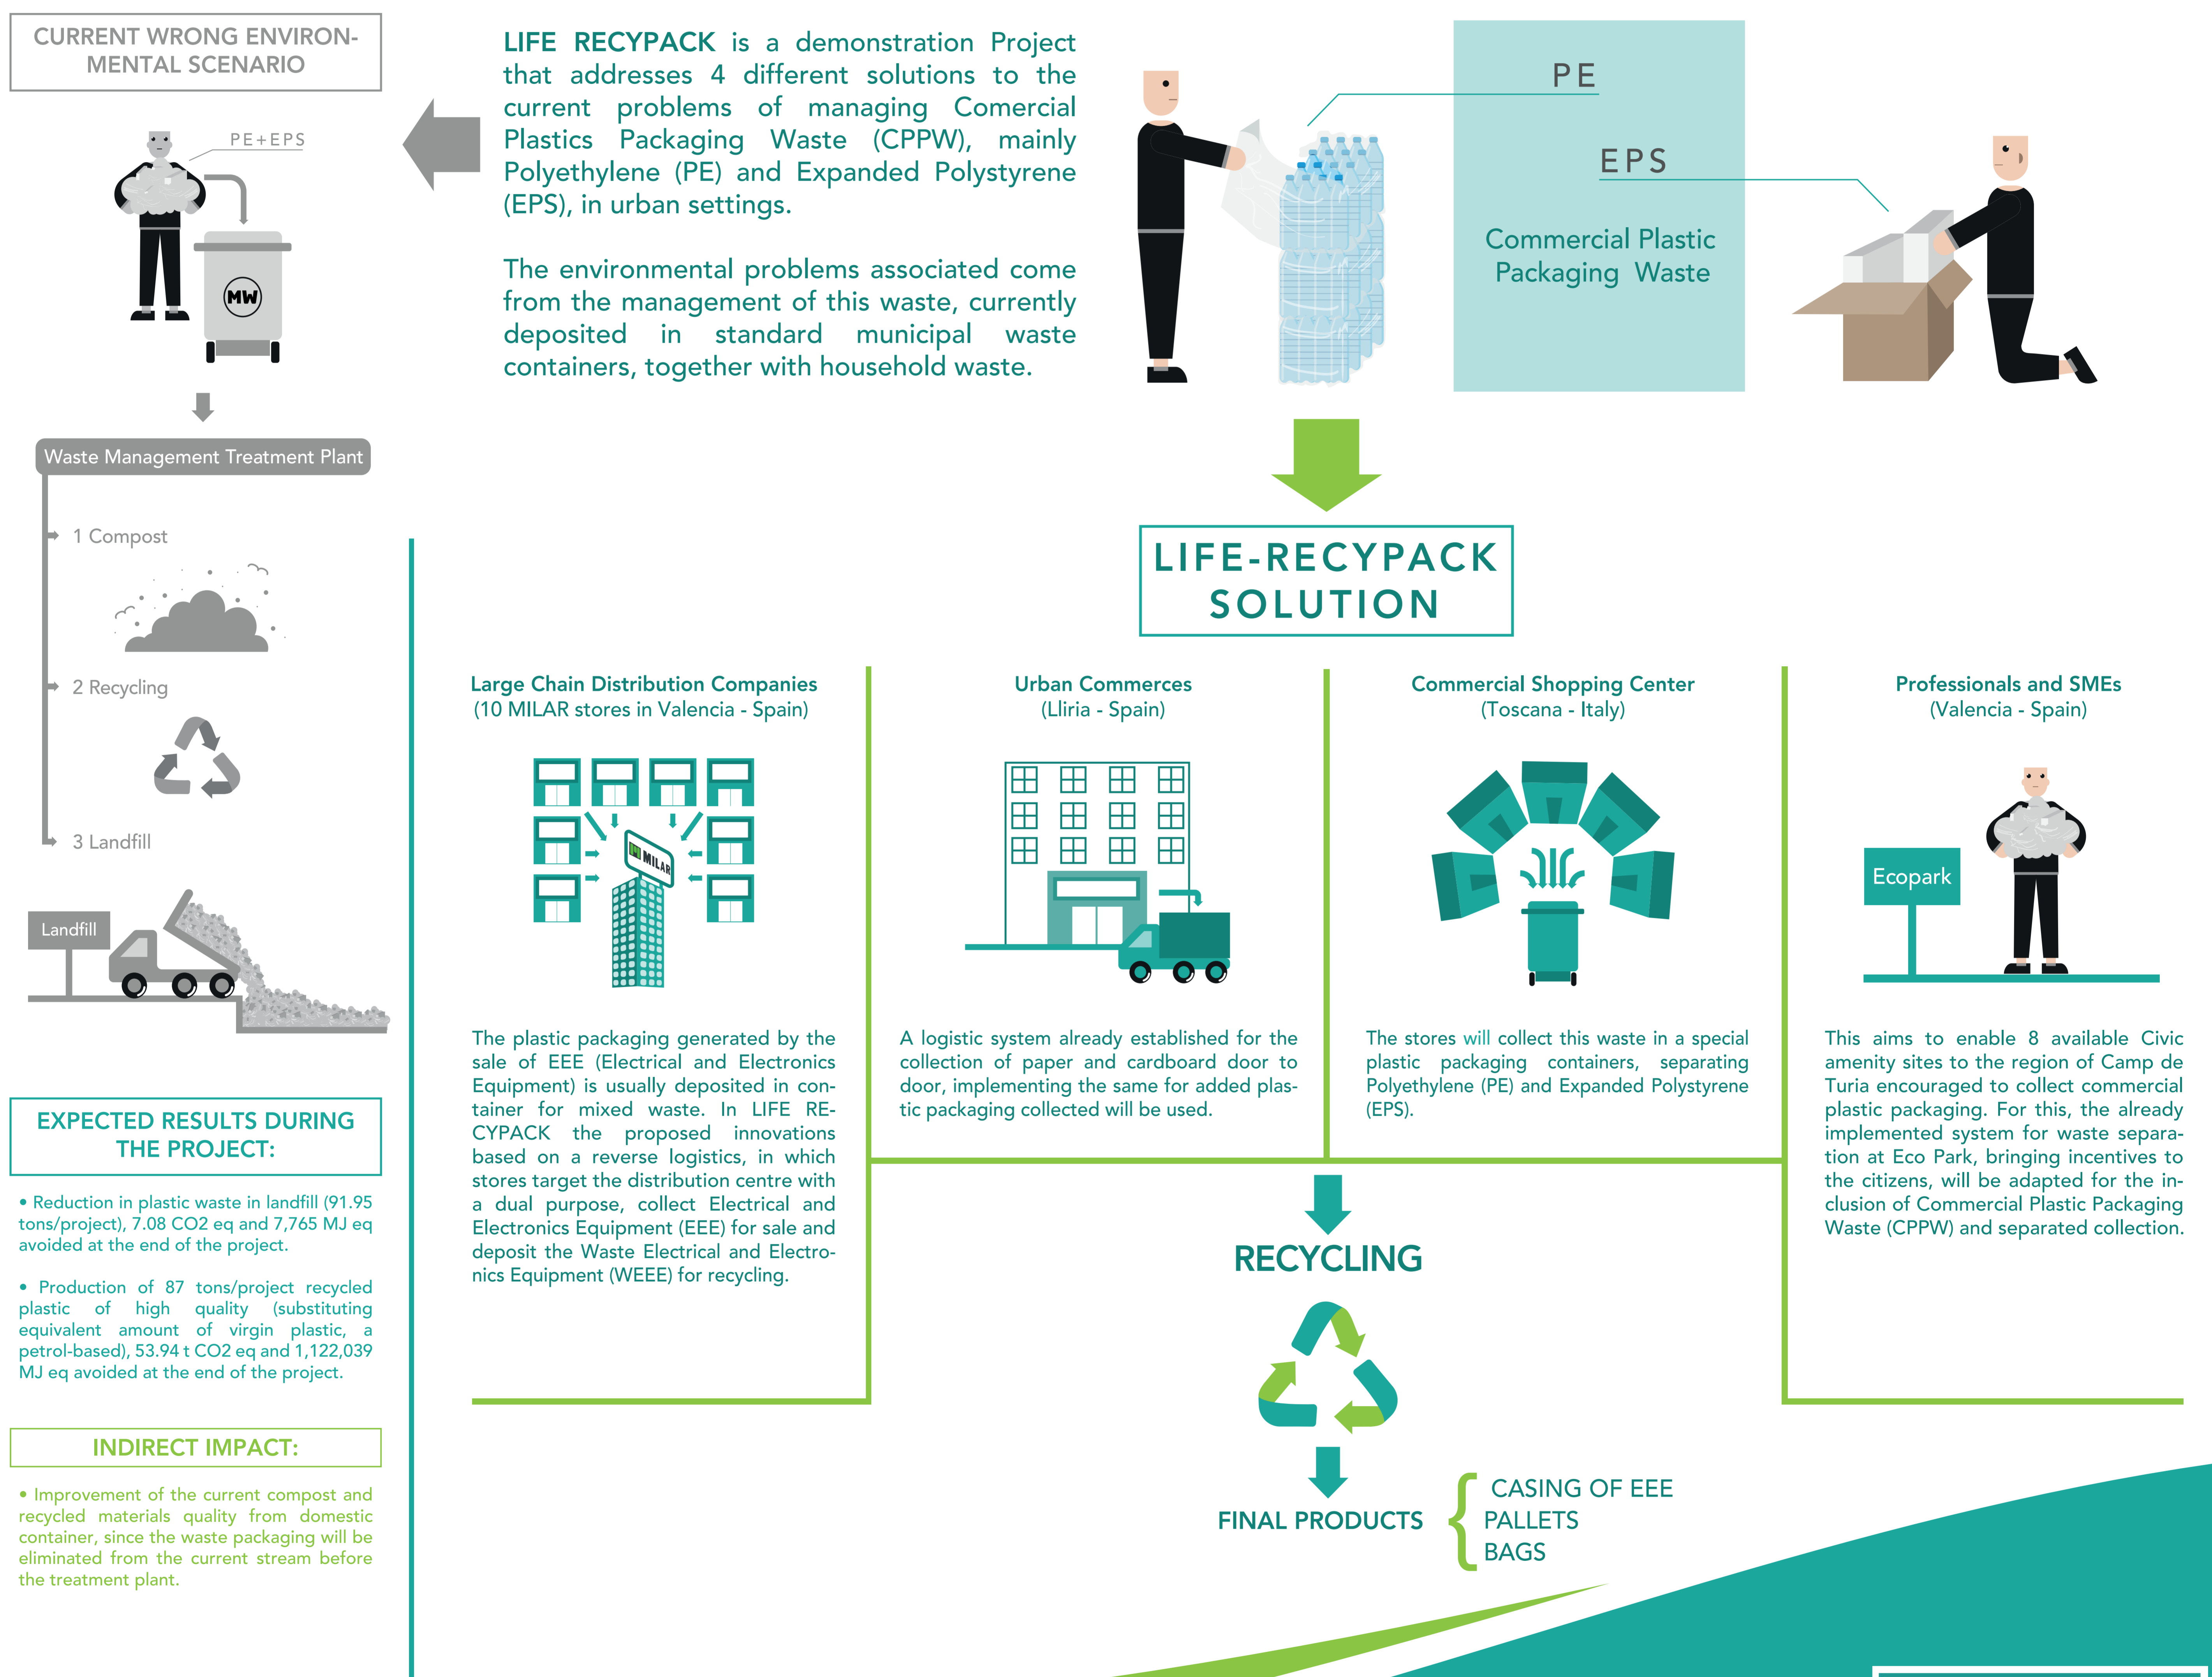 CURRENT WRONG ENVIRON-
MENTAL SCENARIO
PE+EPS
MW
Waste Management Treatment Plant
1 Compost
2 Recycling
3 Landfill
Landfill
EXPECTED RESULTS DURING
THE PROJECT:
• Reduction in plastic waste in landfill (91.95
tons/project), 7.08 CO2 eq and 7,765 MJ eq
avoided at the end of the project.
• Production of 87 tons/project recycled
plastic of high quality (substituting
equivalent amount of virgin plastic, a
petrol-based), 53.94 t CO2 eq and 1,122,039
MJ eq avoided at the end of the project.
INDIRECT IMPACT:
• Improvement of the current compost and
recycled materials quality from domestic
container, since the waste packaging will be
eliminated from the current stream before
the treatment plant.
LIFE RECYPACK is a demonstration Project
that addresses 4 different solutions to the
current problems of managing Comercial
Plastics Packaging Waste (CPPW), mainly
Polyethylene (PE) and Expanded Polystyrene
(EPS), in urban settings.
The environmental problems associated come
from the management of this waste, currently
deposited in standard municipal waste
containers, together with household waste.
PE
EPS
Commercial Plastic
Packaging Waste
LIFE-RECYPACK
SOLUTION
Large Chain Distribution Companies
(10 MILAR stores in Valencia - Spain)
MILAR
The plastic packaging generated by the
sale of EEE (Electrical and Electronics
Equipment) is usually deposited in con-
tainer for mixed waste. In LIFE RE-
CYPACK the proposed innovations
based on a reverse logistics, in which
stores target the distribution centre with
a dual purpose, collect Electrical and
Electronics Equipment (EEE) for sale and
deposit the Waste Electrical and Electro-
nics Equipment (WEEE) for recycling.
Urban Commerces
(Lliria - Spain)
A logistic system already established for the
collection of paper and cardboard door to
door, implementing the same for added plas-
tic packaging collected will be used.
Commercial Shopping Center
(Toscana - Italy)
The stores will collect this waste in a special
plastic packaging containers, separating
Polyethylene (PE) and Expanded Polystyrene
(EPS).
Professionals and SMEs
(Valencia - Spain)
Ecopark
This aims to enable 8 available Civic
amenity sites to the region of Camp de
Turia encouraged to collect commercial
plastic packaging. For this, the already
implemented system for waste separa-
tion at Eco Park, bringing incentives to
the citizens, will be adapted for the in-
clusion of Commercial Plastic Packaging
Waste (CPPW) and separated collection.
RECYCLING
FINAL PRODUCTS
CASING OF EEE
PALLETS
BAGS